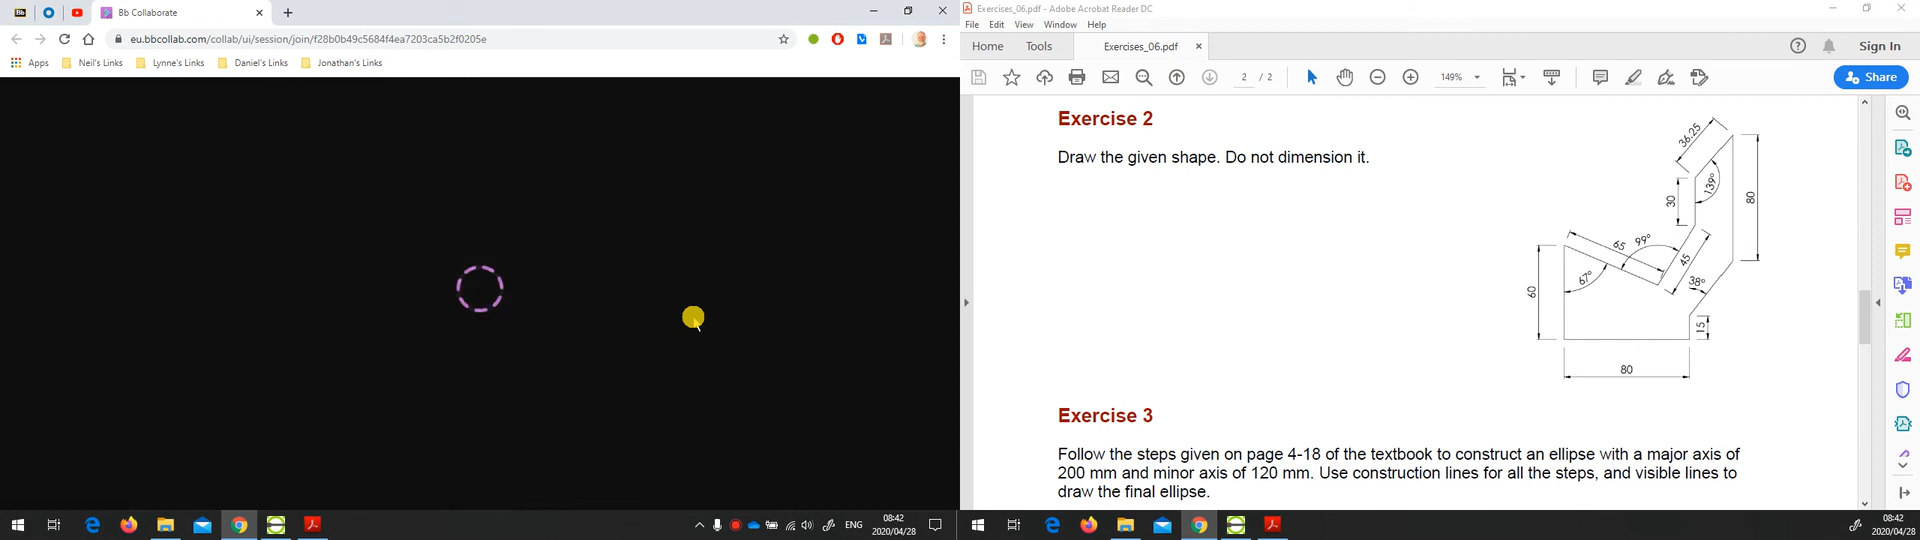 Bb
Bb Collaborate
eu.bbcollab.com/collab/ui/session/join/f28b0b49c5684f4ea7203ca5b2f0205e
Apps
Neil's Links
Lynne's Links
Daniel's Links
Jonathan's Links
ENG
08:42
2020/04/28
Exercises_06.pdf - Adobe Acrobat Reader DC
File Edit View Window Help
Home Tools Exercises_06.pdf
Sign In
2 / 2
149%
Share
Exercise 2
Draw the given shape. Do not dimension it.
36.25
139°
30
80
65
99°
45
67°
38°
60
15
80
Exercise 3
Follow the steps given on page 4-18 of the textbook to construct an ellipse with a major axis of
200 mm and minor axis of 120 mm. Use construction lines for all the steps, and visible lines to
draw the final ellipse.
08:42
2020/04/28